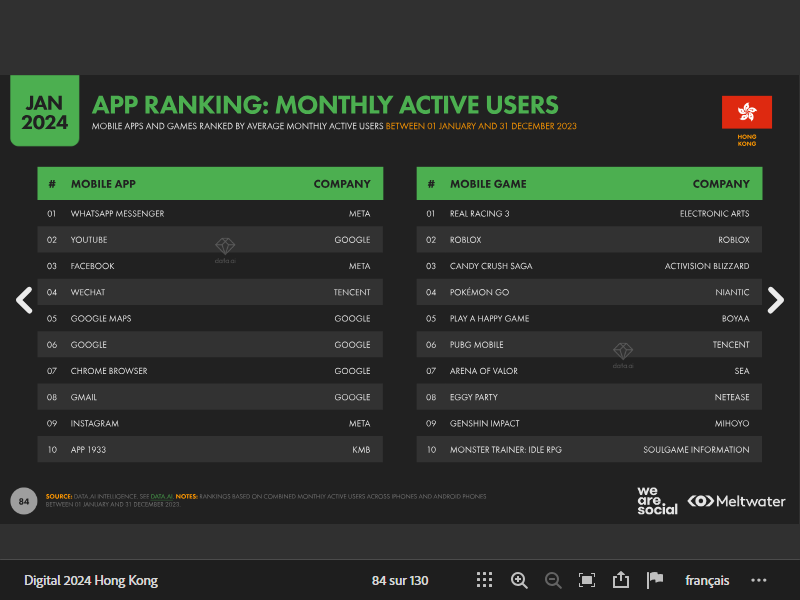 JAN
2024
APP RANKING: MONTHLY ACTIVE USERS
MOBILE APPS AND GAMES RANKED BY AVERAGE MONTHLY ACTIVE USERS BETWEEN 01 JANUARY AND 31 DECEMBER 2023
HONG
KONG
# MOBILE APP COMPANY
01 WHATSAPP MESSENGER META
02 YOUTUBE GOOGLE
03 FACEBOOK META
04 WECHAT TENCENT
05 GOOGLE MAPS GOOGLE
06 GOOGLE GOOGLE
07 CHROME BROWSER GOOGLE
08 GMAIL GOOGLE
09 INSTAGRAM META
10 APP 1933 KMB
data.ai
# MOBILE GAME COMPANY
01 REAL RACING 3 ELECTRONIC ARTS
02 ROBLOX ROBLOX
03 CANDY CRUSH SAGA ACTIVISION BLIZZARD
04 POKÉMON GO NIANTIC
05 PLAY A HAPPY GAME BOYAA
06 PUBG MOBILE TENCENT
07 ARENA OF VALOR SEA
08 EGGY PARTY NETEASE
09 GENSHIN IMPACT MIHOYO
10 MONSTER TRAINER: IDLE RPG SOULGAME INFORMATION
data.ai
84
SOURCE: DATA.AI INTELLIGENCE. SEE DATA.AI. NOTES: RANKINGS BASED ON COMBINED MONTHLY ACTIVE USERS ACROSS IPHONES AND ANDROID PHONES
BETWEEN 01 JANUARY AND 31 DECEMBER 2023.
we
are.
social
Meltwater
Digital 2024 Hong Kong
84 sur 130
français